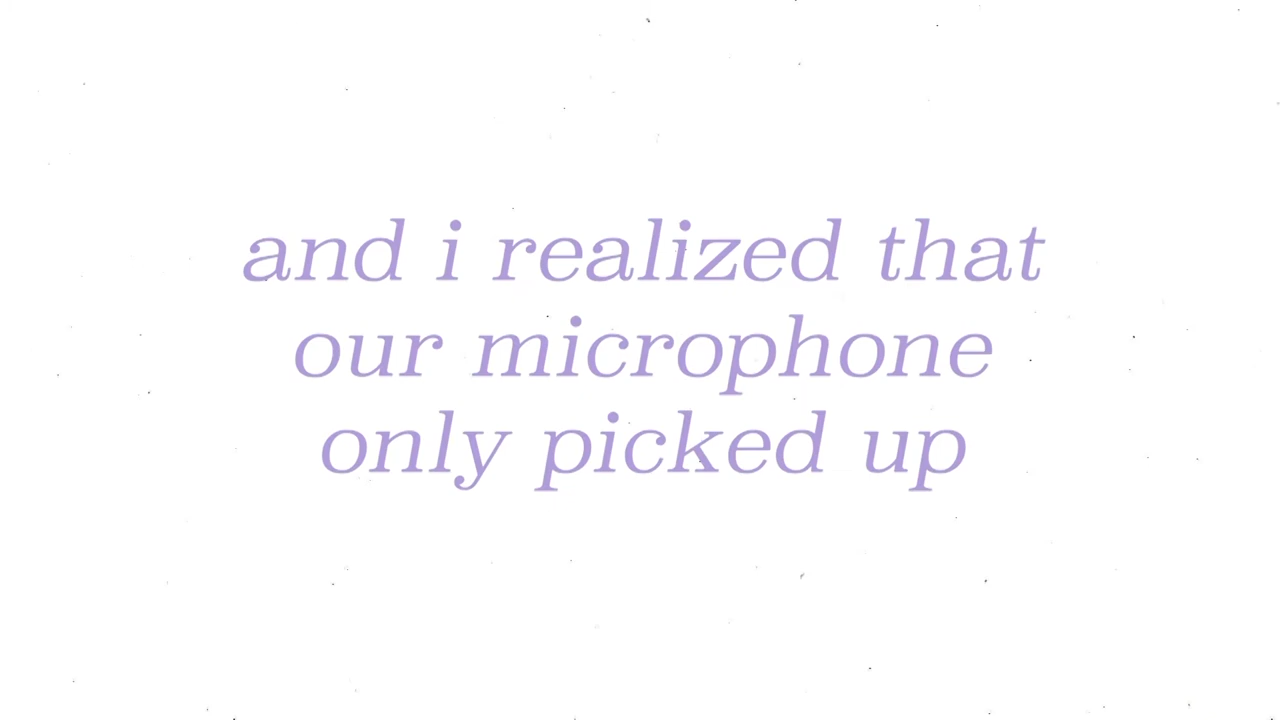 and i realized that
our microphone
only picked up